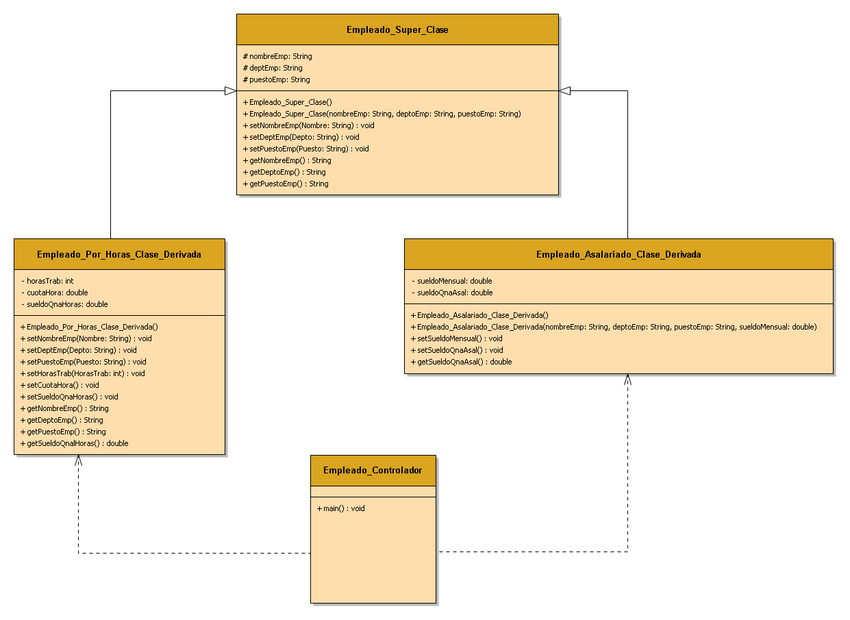 Empleado_Super_Clase
# nombreEmp: String
# deptEmp: String
# puestoEmp: String
+ Empleado_Super_Clase()
+ Empleado_Super_Clase(nombreEmp: String, deptoEmp: String, puestoEmp: String)
+ setNombreEmp(Nombre: String) : void
+ setDeptEmp(Depto: String) : void
+ setPuestoEmp(Puesto: String) : void
+ getNombreEmp() : String
+ getDeptoEmp() : String
+ getPuestoEmp() : String
Empleado_Por_Horas_Clase_Derivada
- horasTrab: int
- cuotaHora: double
- sueldoQnaHoras: double
+ Empleado_Por_Horas_Clase_Derivada()
+ setNombreEmp(Nombre: String) : void
+ setDeptEmp(Depto: String) : void
+ setPuestoEmp(Puesto: String) : void
+ setHorasTrab(HorasTrab: int) : void
+ setCuotaHora() : void
+ setSueldoQnaHoras() : void
+ getNombreEmp() : String
+ getDeptoEmp() : String
+ getPuestoEmp() : String
+ getSueldoQnalHoras() : double
Empleado_Asalariado_Clase_Derivada
- sueldoMensual: double
- sueldoQnaAsal: double
+ Empleado_Asalariado_Clase_Derivada()
+ Empleado_Asalariado_Clase_Derivada(nombreEmp: String, deptoEmp: String, puestoEmp: String, sueldoMensual: double)
+ setSueldoMensual() : void
+ setSueldoQnaAsal() : void
+ getSueldoQnaAsal() : double
Empleado_Controlador
+ main() : void